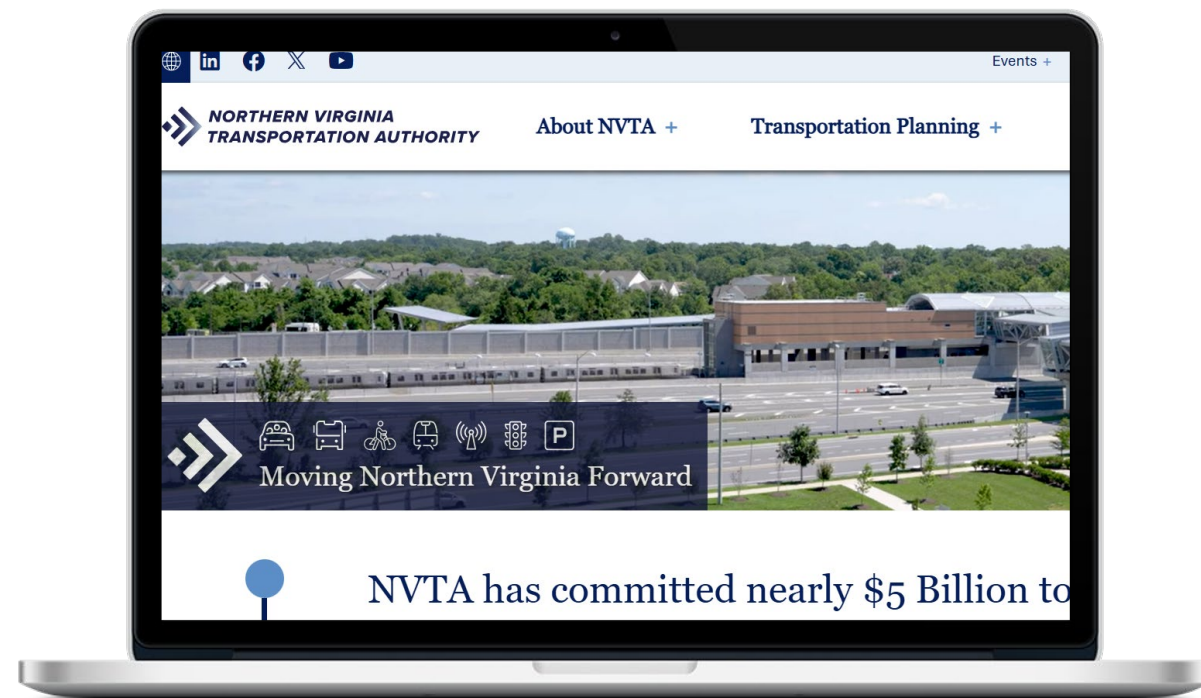 in
Events +
NORTHERN VIRGINIA
TRANSPORTATION AUTHORITY
About NVTA +
Transportation Planning +
P
Moving Northern Virginia Forward
NVTA has committed nearly $5 Billion to